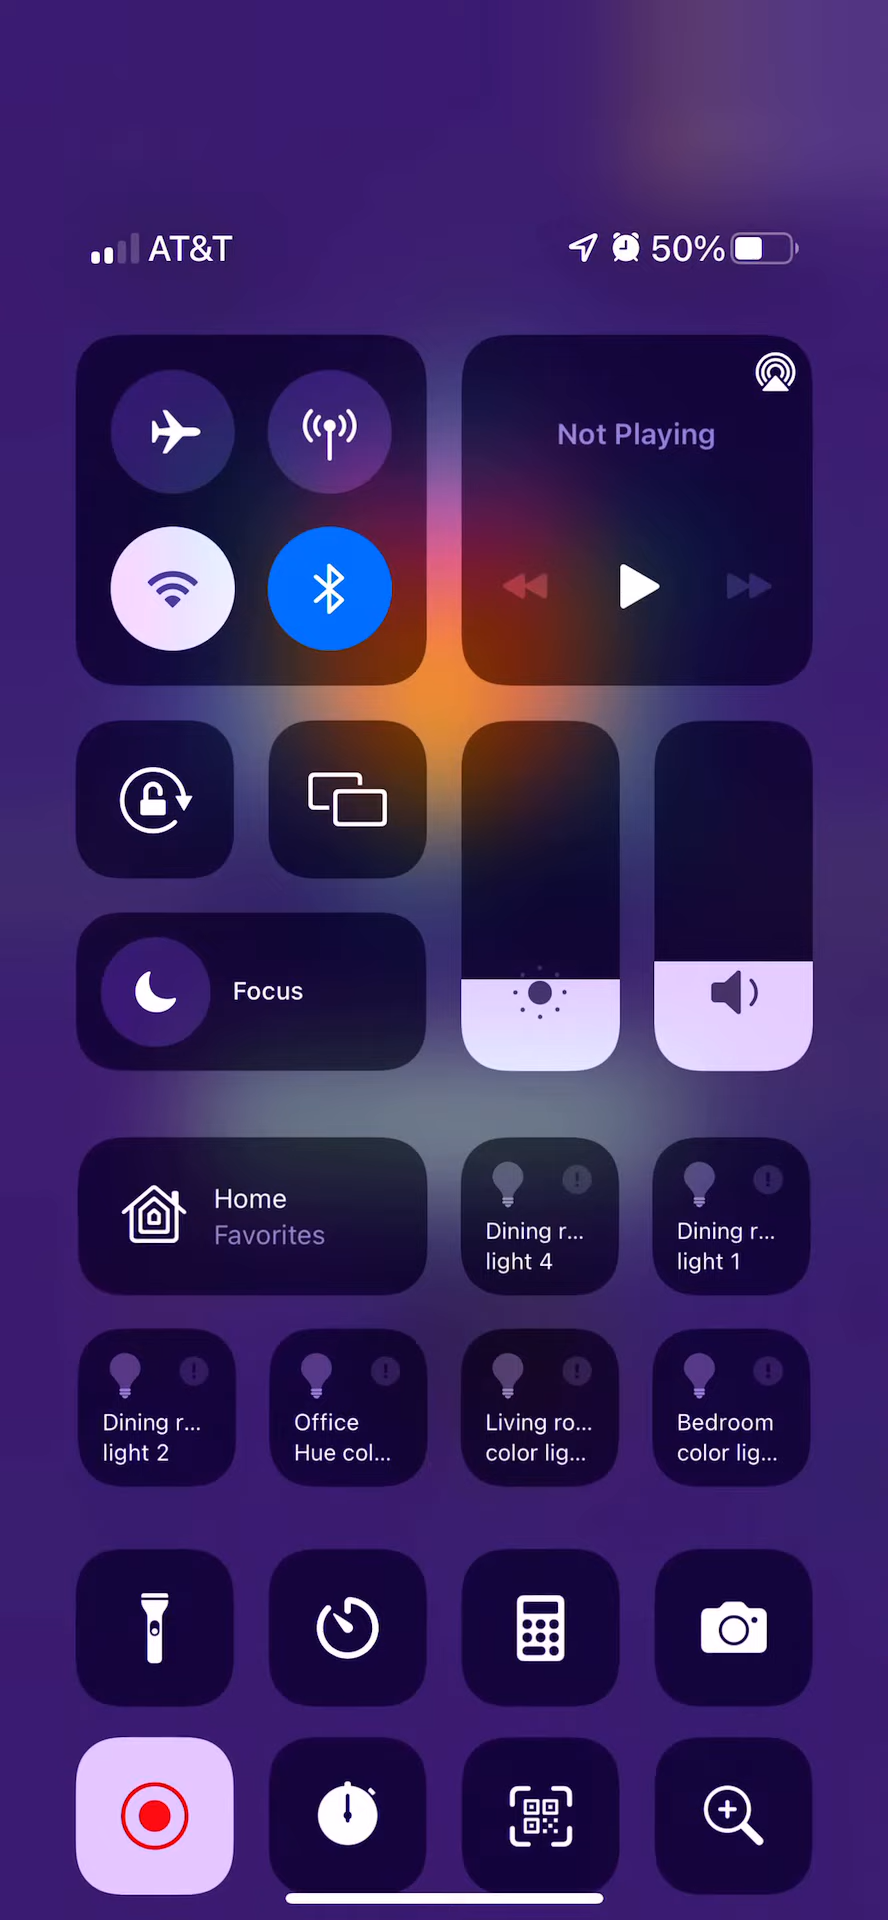 AT&T
50%
Not Playing
Focus
Home
Favorites
Dining r...
light 4
Dining r...
light 1
Dining r...
light 2
Office
Hue col...
Living ro...
color lig...
Bedroom
color lig...